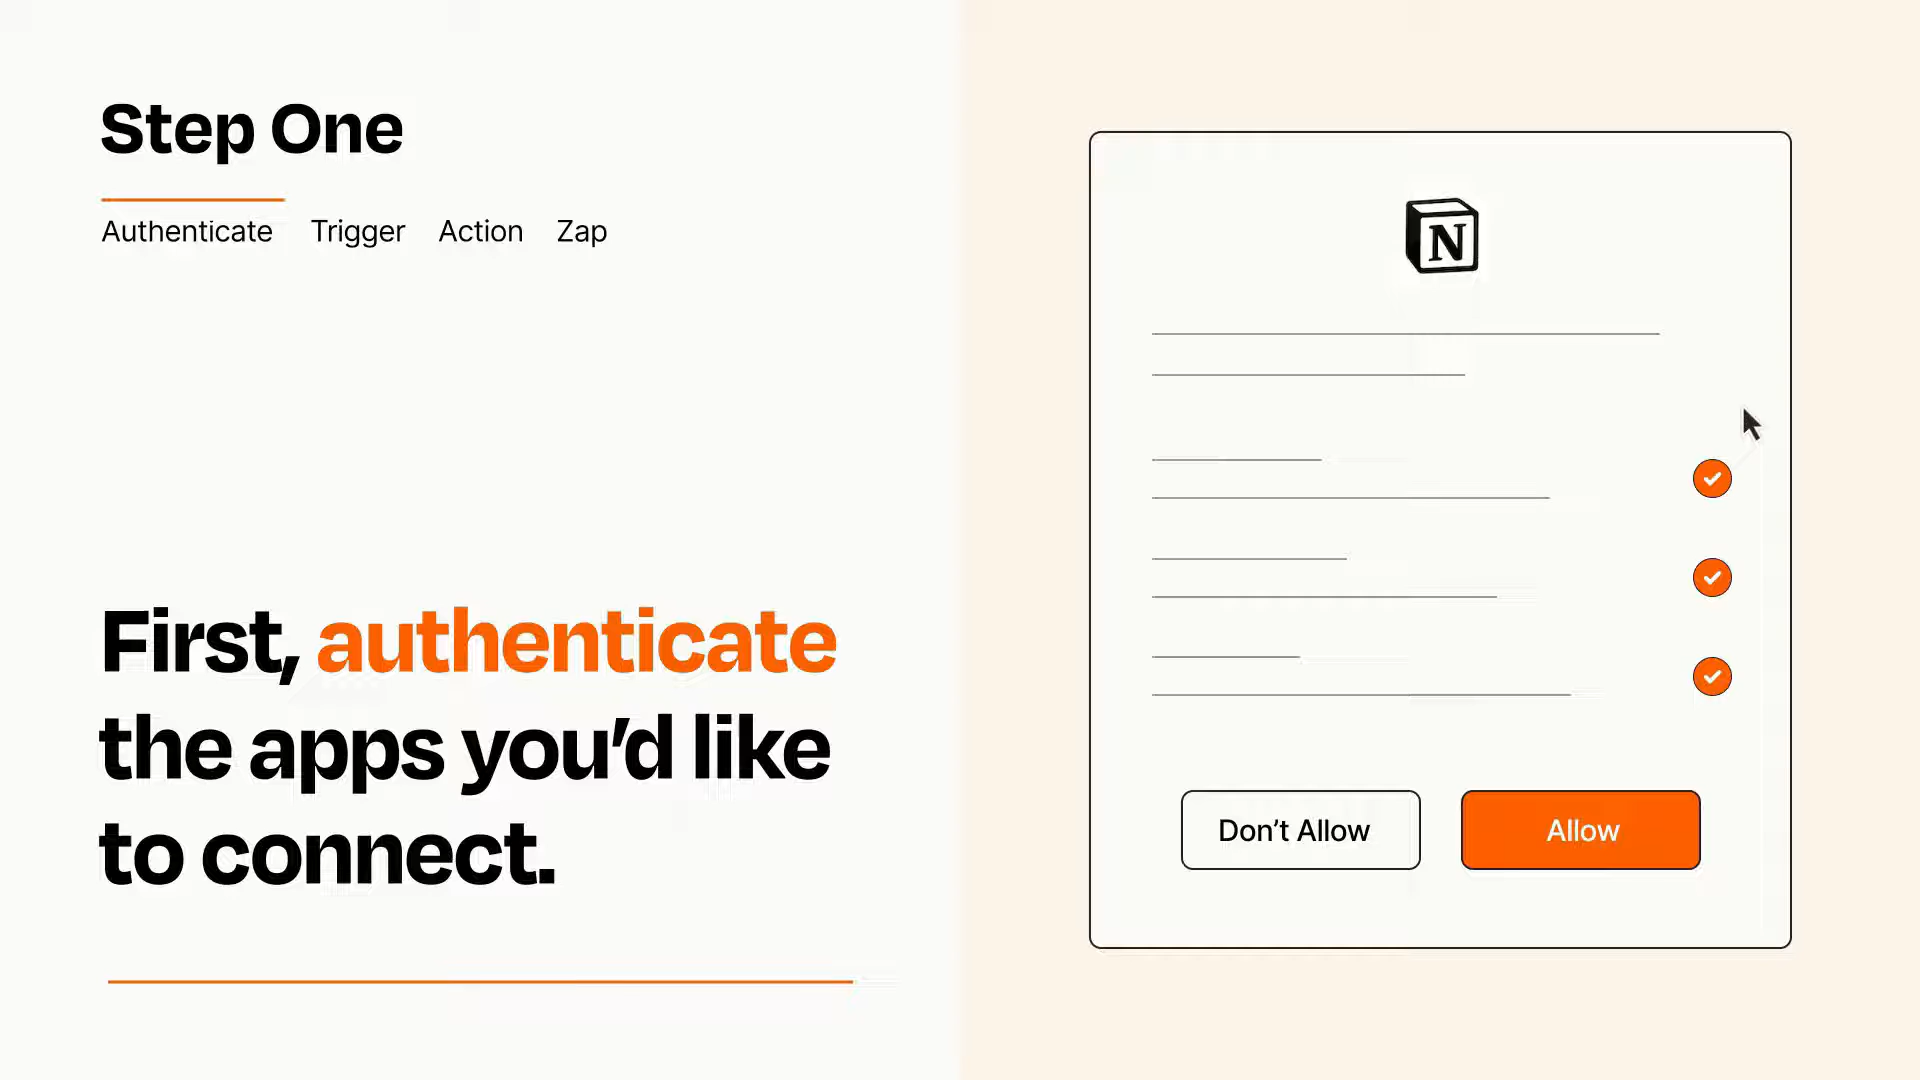 Step One
Authenticate Trigger Action Zap
First, authenticate
the apps you’d like
to connect.
N
Don’t Allow
Allow